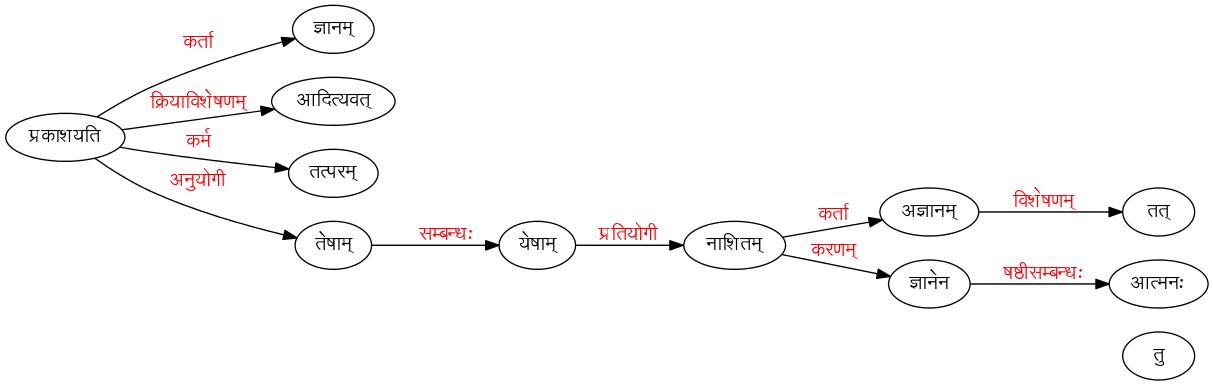 ज्ञानम्
कर्ता
क्रियाविशेषणम्
आदित्यवत्
प्रकाशयति
कर्म
तत्परम्
अनुयोगी
तेषाम्
सम्बन्धः
येषाम्
प्रतियोगी
नाशितम्
कर्ता
अज्ञानम्
विशेषणम्
तत्
करणम्
ज्ञानेन
षष्ठीसम्बन्धः
आत्मनः
तु